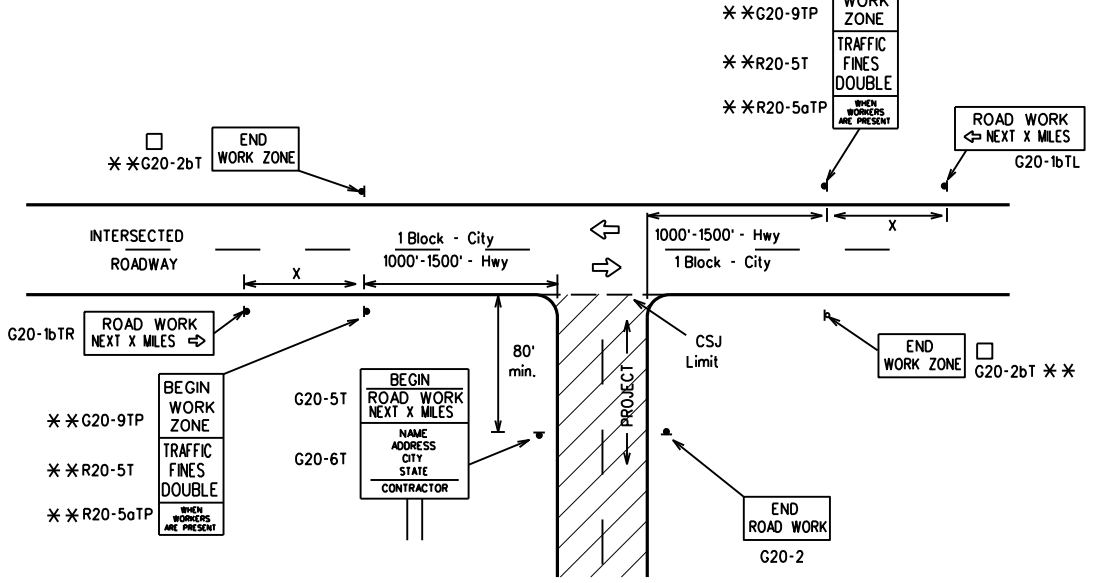 WORK
ZONE
* * G20-9TP
TRAFFIC
FINES
DOUBLE
* * R20-5T
WHEN
WORKERS
ARE PRESENT
* * R20-5aTP
ROAD WORK
⇦ NEXT X MILES
G20-1bTL
END
WORK ZONE
□
* * G20-2bT
INTERSECTED
ROADWAY
1 Block - City
1000'-1500' - Hwy
1000'-1500' - Hwy
1 Block - City
X
X
G20-1bTR
ROAD WORK
NEXT X MILES ⇨
80'
min.
CSJ
Limit
PROJECT
END
WORK ZONE
□
G20-2bT * *
BEGIN
WORK
ZONE
* * G20-9TP
TRAFFIC
FINES
DOUBLE
* * R20-5T
WHEN
WORKERS
ARE PRESENT
* * R20-5aTP
G20-5T
BEGIN
ROAD WORK
NEXT X MILES
G20-6T
NAME
ADDRESS
CITY
STATE
CONTRACTOR
END
ROAD WORK
G20-2